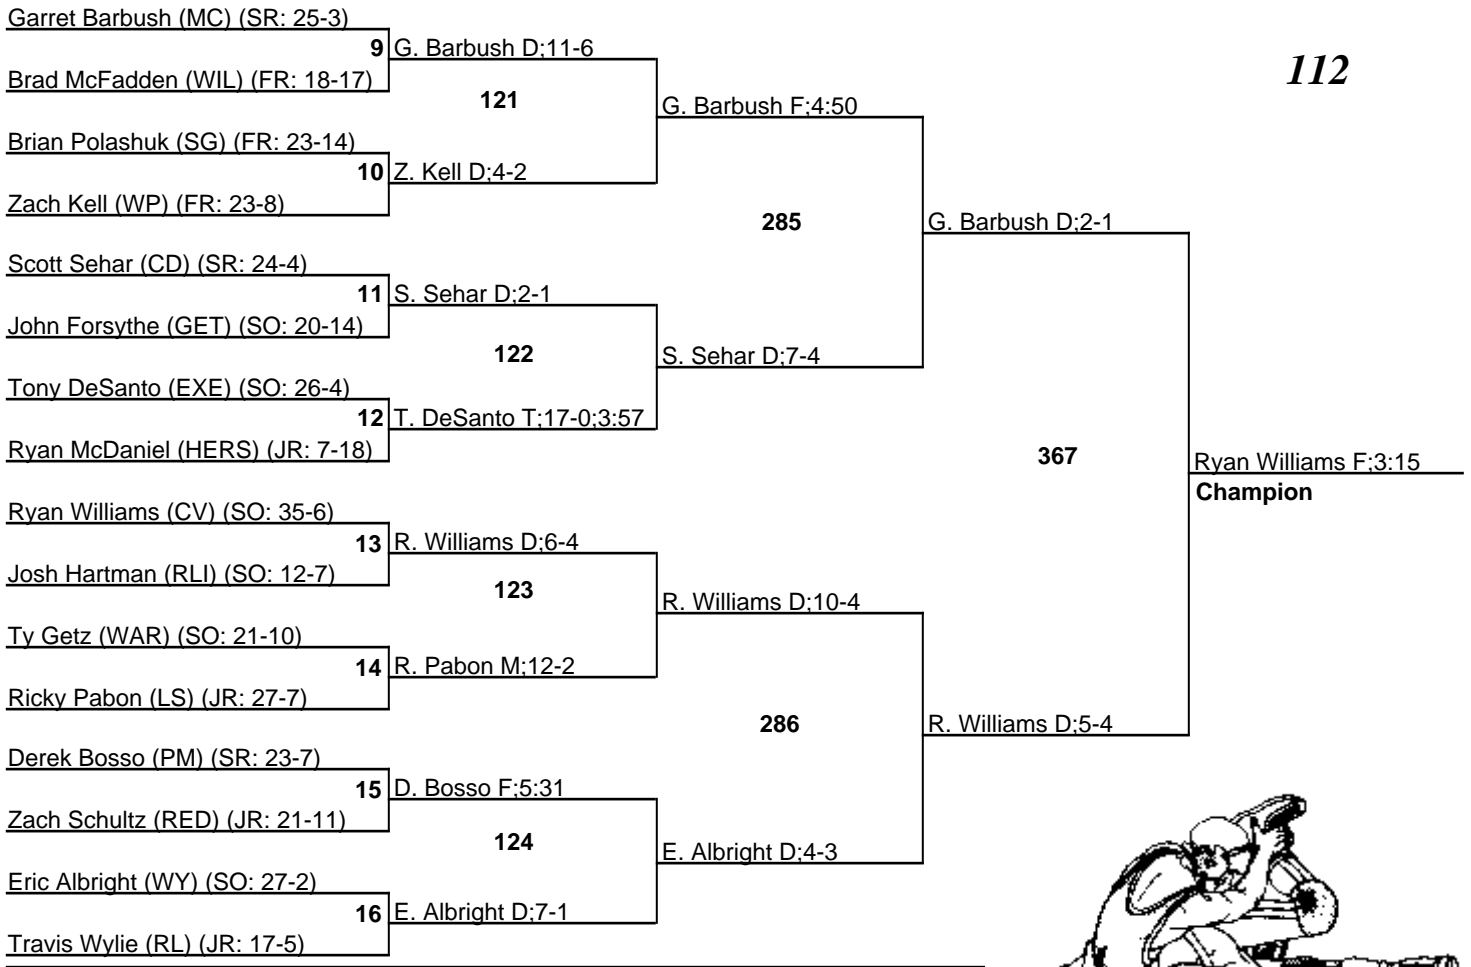 Garret Barbush (MC) (SR: 25-3)
9
G. Barbush D;11-6
Brad McFadden (WIL) (FR: 18-17)
121
G. Barbush F;4:50
112
Brian Polashuk (SG) (FR: 23-14)
10
Z. Kell D;4-2
Zach Kell (WP) (FR: 23-8)
285
G. Barbush D;2-1
Scott Sehar (CD) (SR: 24-4)
11
S. Sehar D;2-1
John Forsythe (GET) (SO: 20-14)
122
S. Sehar D;7-4
Tony DeSanto (EXE) (SO: 26-4)
12
T. DeSanto T;17-0;3:57
Ryan McDaniel (HERS) (JR: 7-18)
367
Ryan Williams F;3:15
Champion
Ryan Williams (CV) (SO: 35-6)
13
R. Williams D;6-4
Josh Hartman (RLI) (SO: 12-7)
123
R. Williams D;10-4
Ty Getz (WAR) (SO: 21-10)
14
R. Pabon M;12-2
Ricky Pabon (LS) (JR: 27-7)
286
R. Williams D;5-4
Derek Bosso (PM) (SR: 23-7)
15
D. Bosso F;5:31
Zach Schultz (RED) (JR: 21-11)
124
E. Albright D;4-3
Eric Albright (WY) (SO: 27-2)
16
E. Albright D;7-1
Travis Wylie (RL) (JR: 17-5)